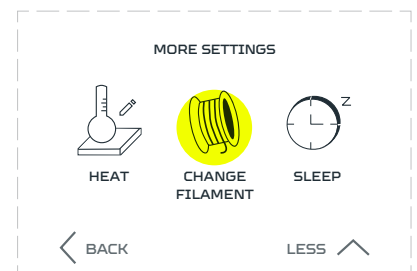 MORE SETTINGS
Z
HEAT
CHANGE
FILAMENT
SLEEP
BACK
LESS